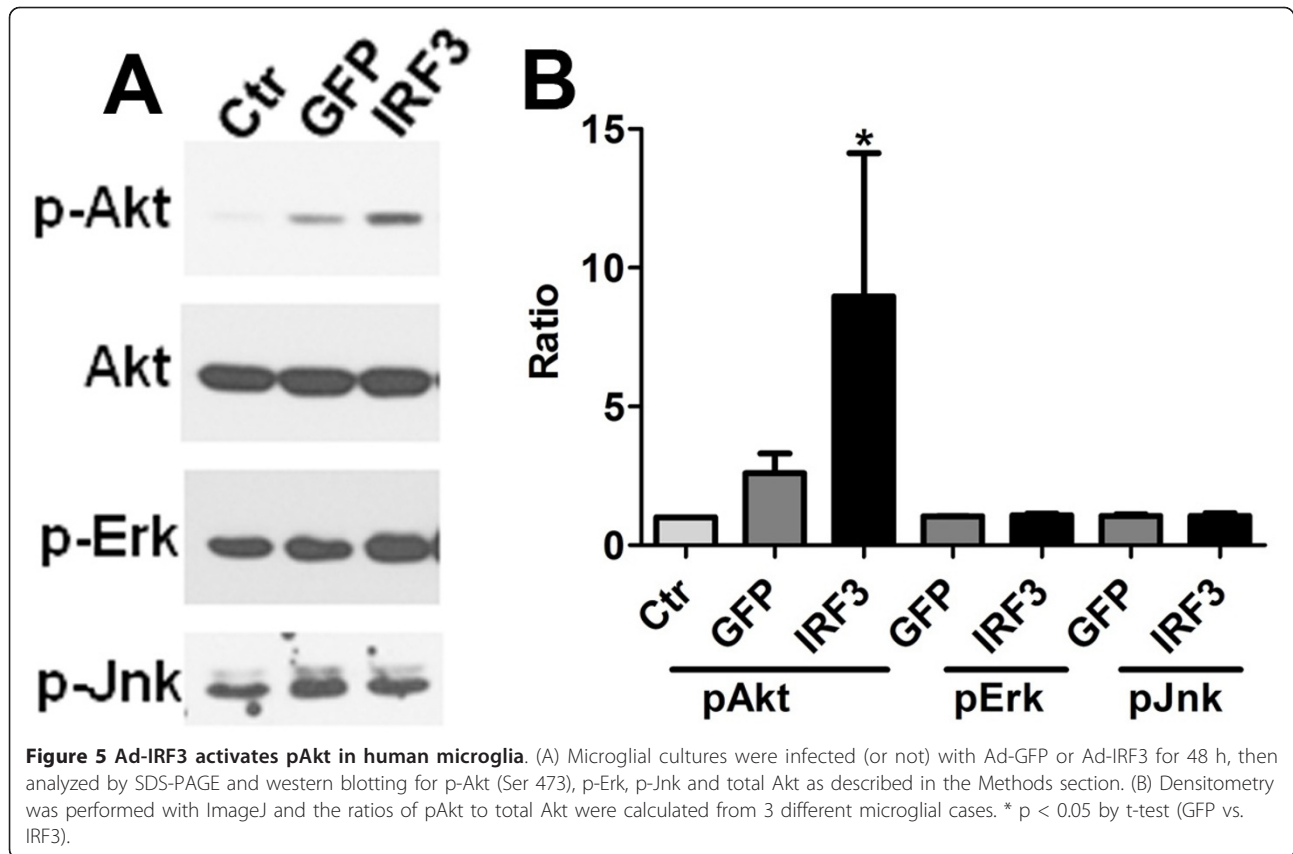 A
Ctr GFP IRF3
p-Akt
Akt
p-Erk
p-Jnk
B
15
10
5
0
Ratio
*
Ctr GFP IRF3 GFP IRF3 GFP IRF3
pAkt pErk pJnk
Figure 5 Ad-IRF3 activates pAkt in human microglia. (A) Microglial cultures were infected (or not) with Ad-GFP or Ad-IRF3 for 48 h, then
analyzed by SDS-PAGE and western blotting for p-Akt (Ser 473), p-Erk, p-Jnk and total Akt as described in the Methods section. (B) Densitometry
was performed with ImageJ and the ratios of pAkt to total Akt were calculated from 3 different microglial cases. * p < 0.05 by t-test (GFP vs.
IRF3).